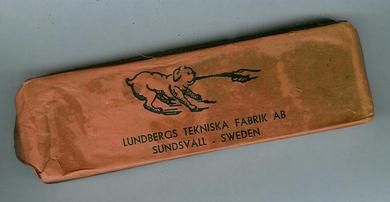 LUNDBERGS TEKNISKA FABRIK AB
SUNDSVALL - SWEDEN